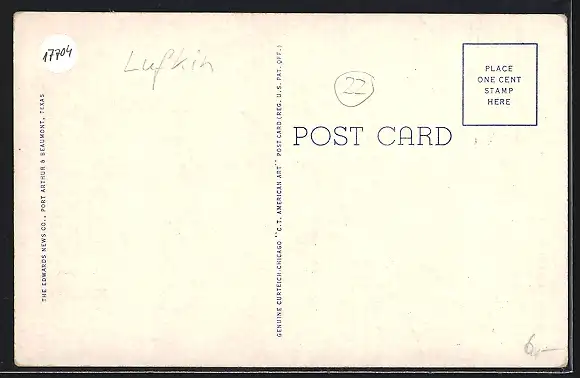 17704
Lufkin
22
PLACE
ONE CENT
STAMP
HERE
POST CARD
THE EDWARDS NEWS CO., PORT ARTHUR & BEAUMONT, TEXAS
GENUINE CURTEICH-CHICAGO "C.T. AMERICAN ART" POST CARD (REG. U.S. PAT. OFF.)
6,-